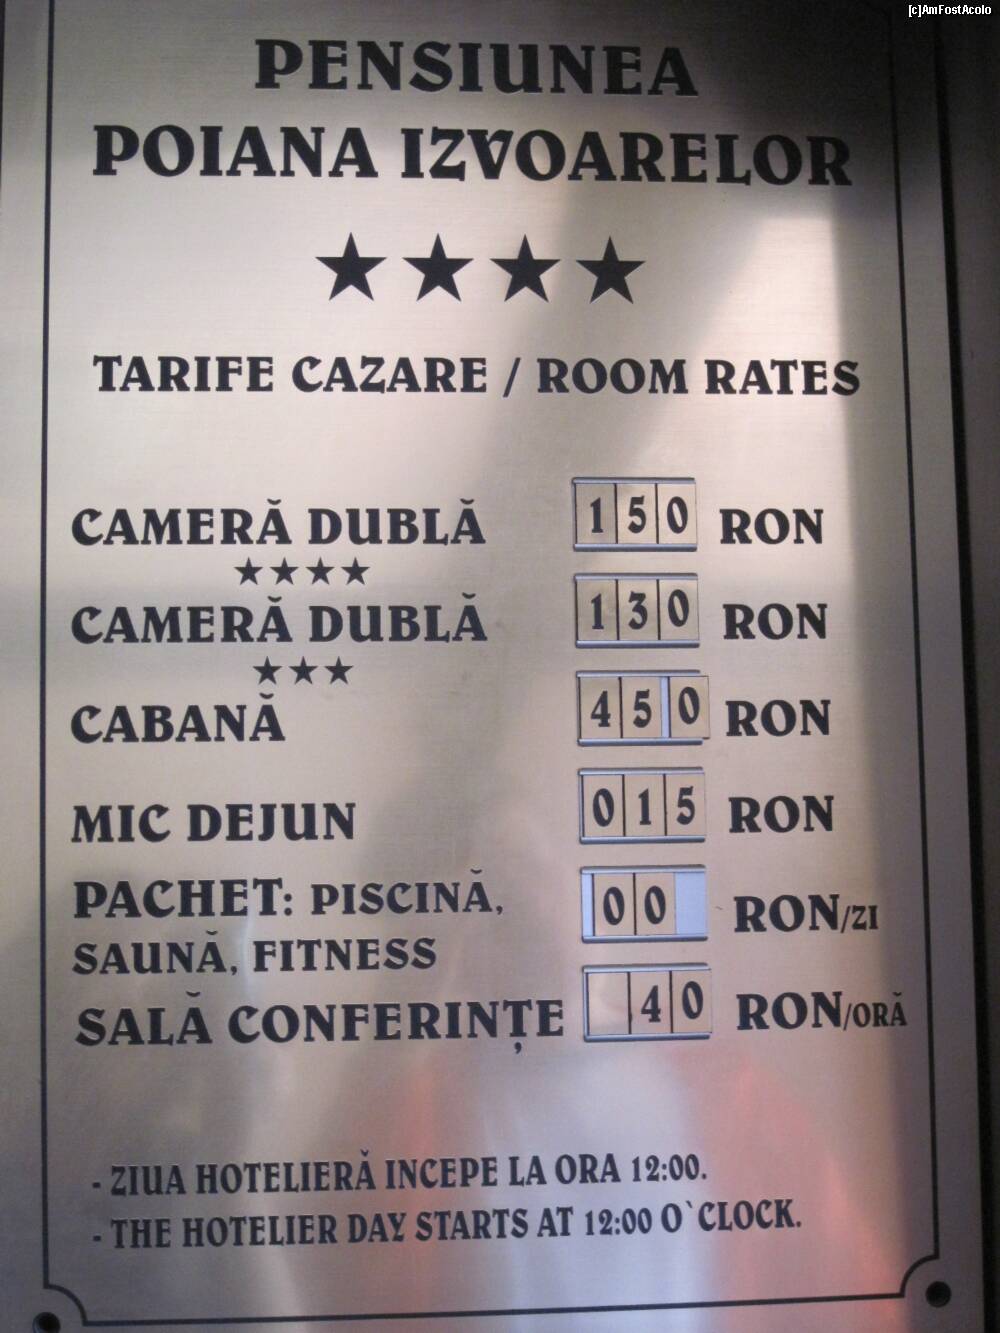 [c]AmFostAcolo
PENSIUNEA
POIANA IZVOARELOR
★★★★
TARIFE CAZARE / ROOM RATES
CAMERĂ DUBLĂ 150 RON
★★★★
CAMERĂ DUBLĂ 130 RON
★★★
CABANĂ 450 RON
MIC DEJUN 015 RON
PACHET: PISCINĂ, 00 RON/ZI
SAUNĂ, FITNESS
SALĂ CONFERINȚE 40 RON/ORĂ
- ZIUA HOTELIERĂ INCEPE LA ORA 12:00.
- THE HOTELIER DAY STARTS AT 12:00 O`CLOCK.